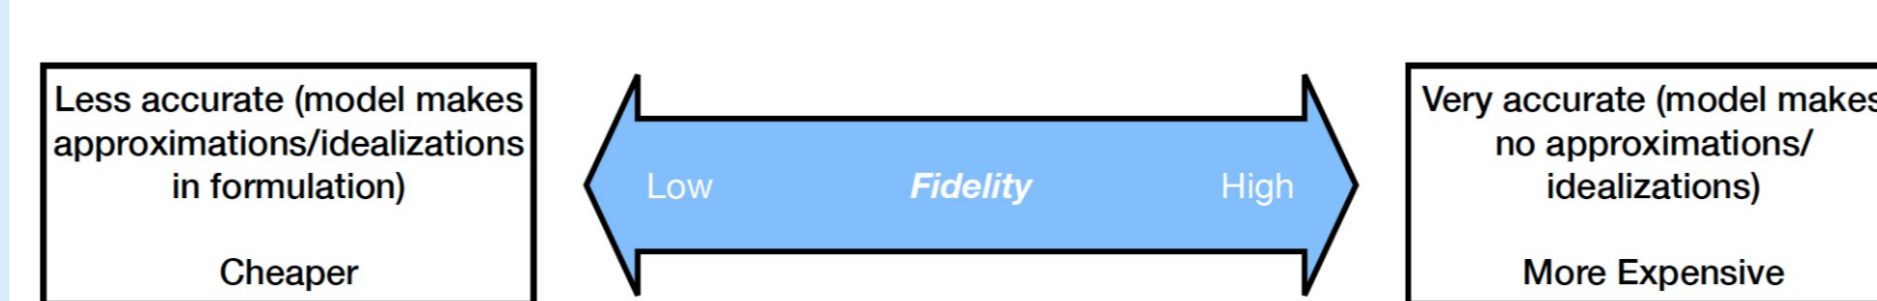 Less accurate (model makes
approximations/idealizations
in formulation)
Cheaper
Low Fidelity High
Very accurate (model makes
no approximations/
idealizations)
More Expensive